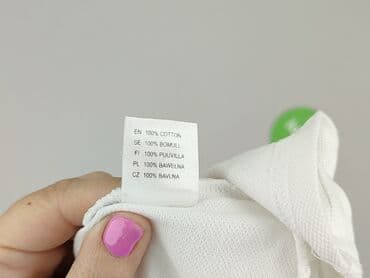 EN 100% COTTON
SE 100% BOMULL
FI 100% PUUVILLA
PL 100% BAWEŁNA
CZ 100% BAVLNA